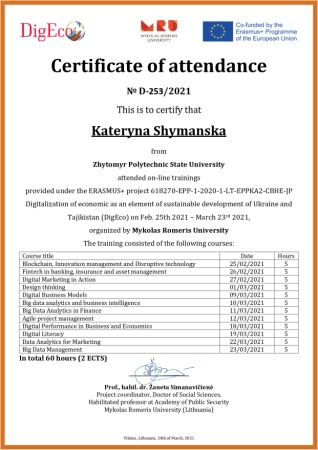 DigEco
MRU
MYKOLAS ROMERIS
UNIVERSITY
Co-funded by the
Erasmus+ Programme
of the European Union
Certificate of attendance
№ D-253/2021
This is to certify that
Kateryna Shymanska
from
Zhytomyr Polytechnic State University
attended on-line trainings
provided under the ERASMUS+ project 618270-EPP-1-2020-1-LT-EPPKA2-CBHE-JP
Digitalization of economic as an element of sustainable development of Ukraine and
Tajikistan (DigEco) on Feb. 25th 2021 – March 23rd 2021,
organized by Mykolas Romeris University
The training consisted of the following courses:
Course title Date Hours
Blockchain, Innovation management and Disruptive technology 25/02/2021 5
Fintech in banking, insurance and asset management 26/02/2021 5
Digital Marketing in Action 27/02/2021 5
Design thinking 01/03/2021 5
Digital Business Models 09/03/2021 5
Big data analytics and business intelligence 10/03/2021 5
Big Data Analytics in Finance 11/03/2021 5
Agile project management 12/03/2021 5
Digital Performance in Business and Economics 18/03/2021 5
Digital Literacy 19/03/2021 5
Data Analytics for Marketing 22/03/2021 5
Big Data Management 23/03/2021 5
In total 60 hours (2 ECTS)
Prof., habil. dr. Žaneta Simanavičienė
Project coordinator, Doctor of Social Sciences,
Habilitated professor at Academy of Public Security
Mykolas Romeris University (Lithuania)
Vilnius, Lithuania, 24th of March, 2021